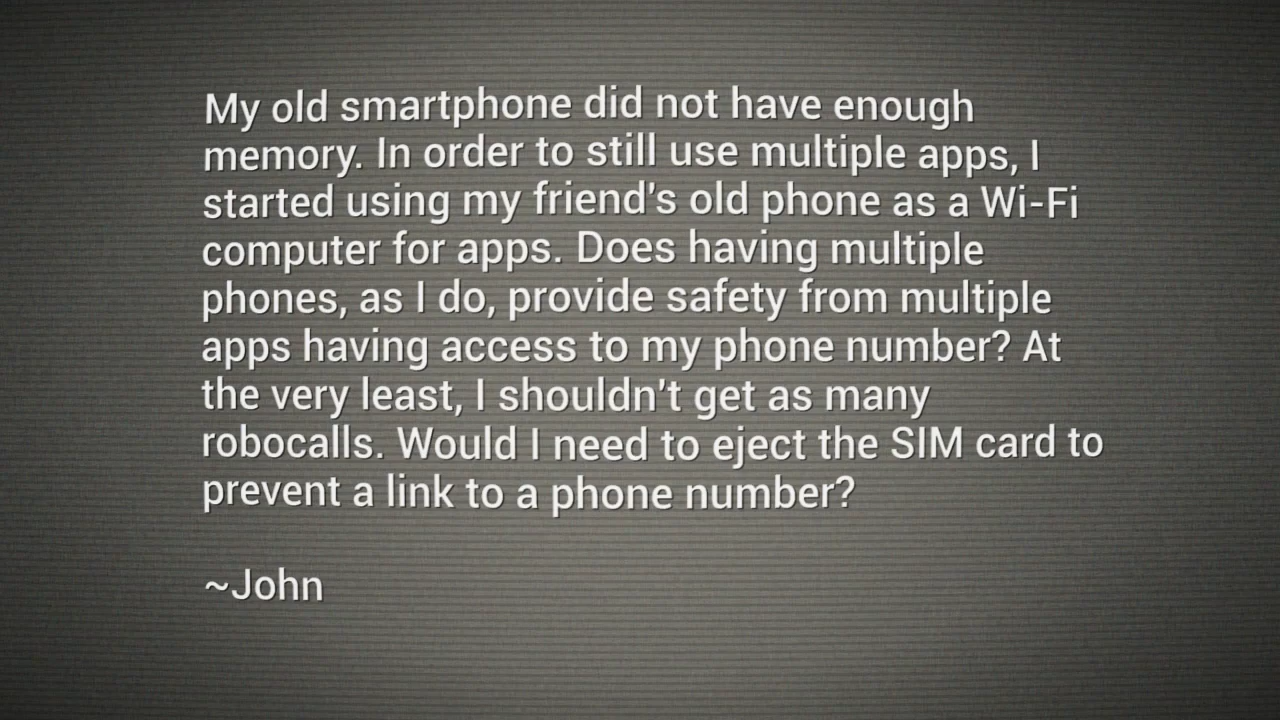 My old smartphone did not have enough
memory. In order to still use multiple apps, I
started using my friend's old phone as a Wi-Fi
computer for apps. Does having multiple
phones, as I do, provide safety from multiple
apps having access to my phone number? At
the very least, I shouldn't get as many
robocalls. Would I need to eject the SIM card to
prevent a link to a phone number?
~John